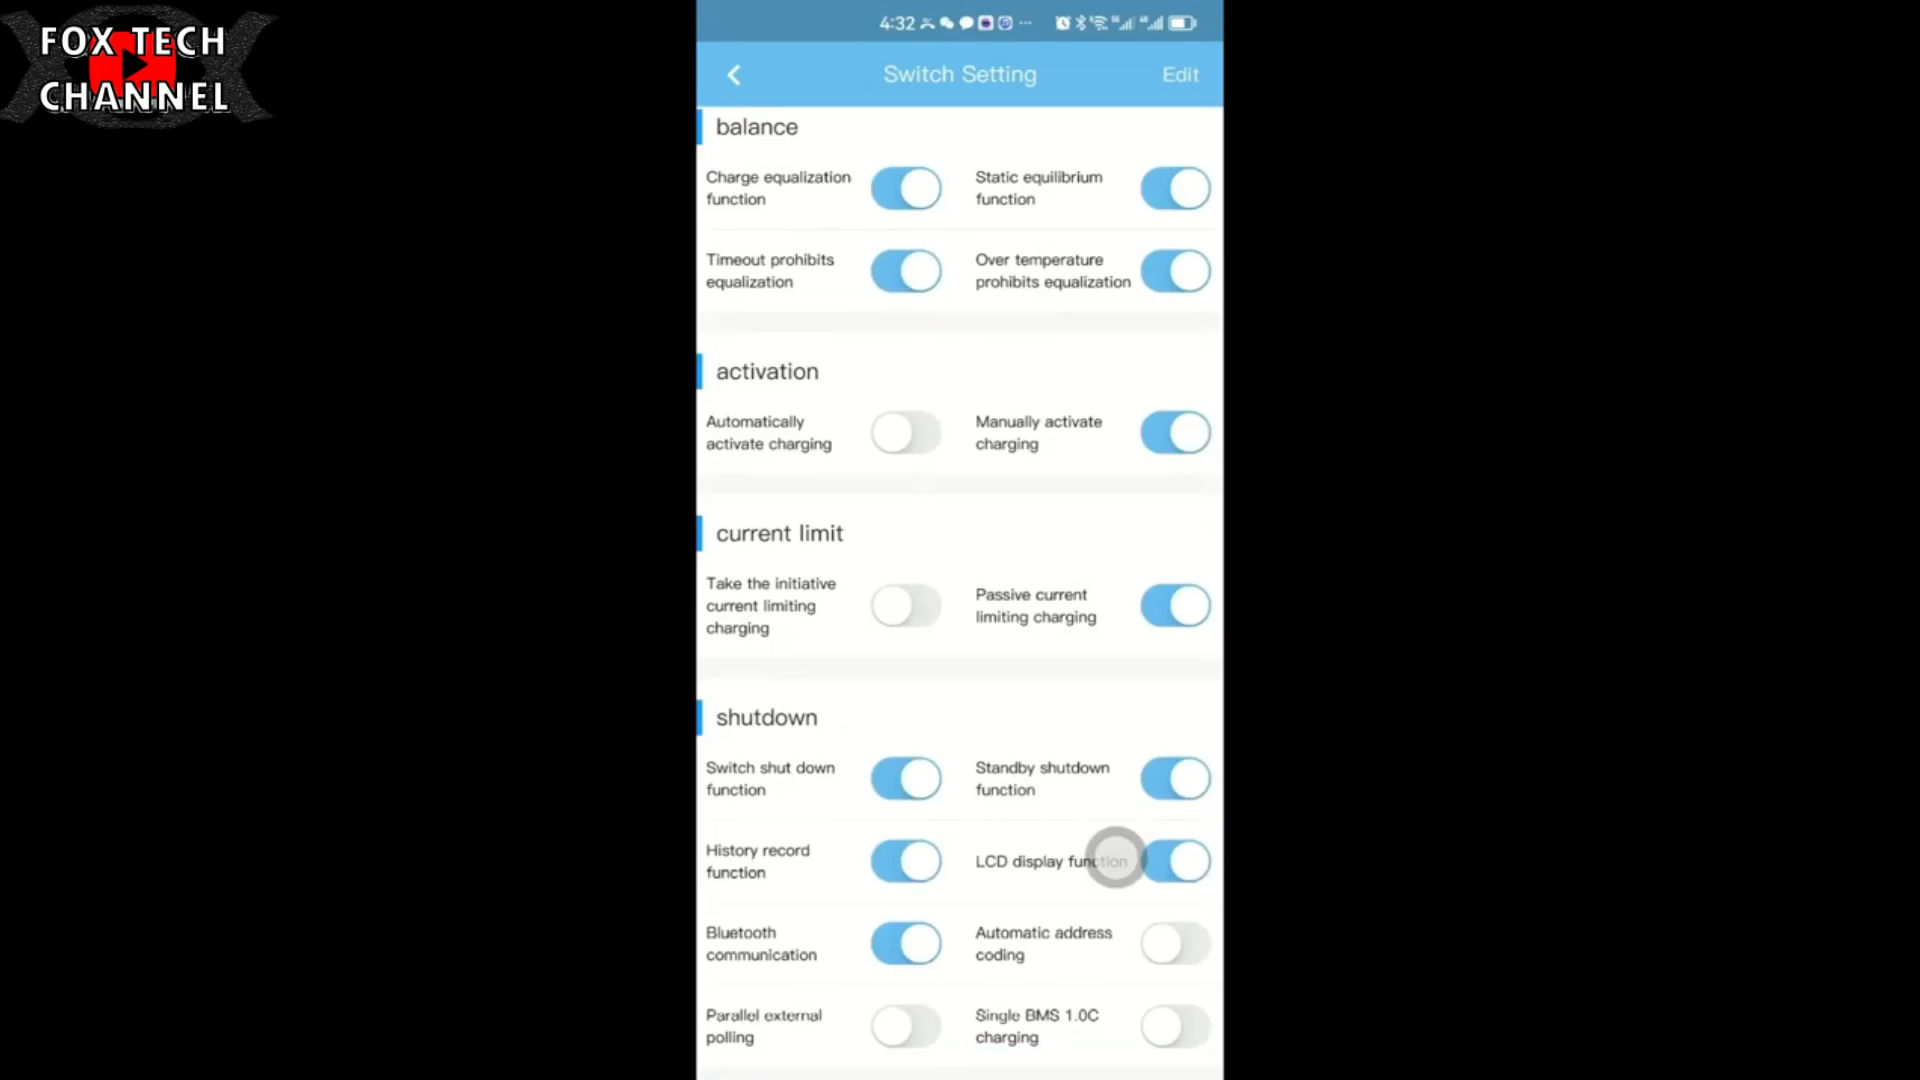 FOX TECH
CHANNEL
4:32
Switch Setting
Edit
balance
Charge equalization
function
Static equilibrium
function
Timeout prohibits
equalization
Over temperature
prohibits equalization
activation
Automatically
activate charging
Manually activate
charging
current limit
Take the initiative
current limiting
charging
Passive current
limiting charging
shutdown
Switch shut down
function
Standby shutdown
function
History record
function
LCD display function
Bluetooth
communication
Automatic address
coding
Parallel external
polling
Single BMS 1.0C
charging